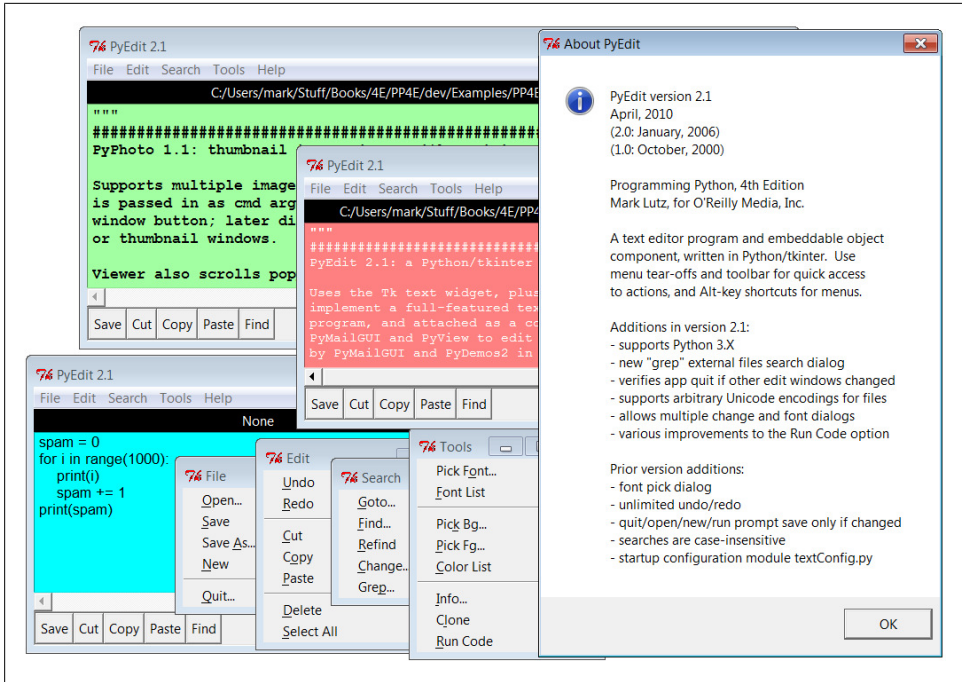 PyEdit 2.1
File Edit Search Tools Help
C:/Users/mark/Stuff/Books/4E/PP4E/dev/Examples/PP4E
"""
####################################################
PyPhoto 1.1: thumbnail
Supports multiple image
is passed in as cmd arg
window button; later di
or thumbnail windows.
Viewer also scrolls pop
Save Cut Copy Paste Find
PyEdit 2.1
File Edit Search Tools Help
C:/Users/mark/Stuff/Books/4E/PP4
"""
##############################
PyEdit 2.1: a Python/tkinter
Uses the Tk text widget, plus
implement a full-featured tex
program, and attached as a co
PyMailGUI and PyView to edit
by PyMailGUI and PyDemos2 in
Save Cut Copy Paste Find
PyEdit 2.1
File Edit Search Tools Help
None
spam = 0
for i in range(1000):
print(i)
spam += 1
print(spam)
Save Cut Copy Paste Find
File
Open...
Save
Save As...
New
Quit...
Edit
Undo
Redo
Cut
Copy
Paste
Delete
Select All
Search
Goto...
Find...
Refind
Change..
Grep...
Tools
Pick Font...
Font List
Pick Bg...
Pick Fg...
Color List
Info...
Clone
Run Code
About PyEdit
PyEdit version 2.1
April, 2010
(2.0: January, 2006)
(1.0: October, 2000)
Programming Python, 4th Edition
Mark Lutz, for O'Reilly Media, Inc.
A text editor program and embeddable object
component, written in Python/tkinter. Use
menu tear-offs and toolbar for quick access
to actions, and Alt-key shortcuts for menus.
Additions in version 2.1:
- supports Python 3.X
- new "grep" external files search dialog
- verifies app quit if other edit windows changed
- supports arbitrary Unicode encodings for files
- allows multiple change and font dialogs
- various improvements to the Run Code option
Prior version additions:
- font pick dialog
- unlimited undo/redo
- quit/open/new/run prompt save only if changed
- searches are case-insensitive
- startup configuration module textConfig.py
OK